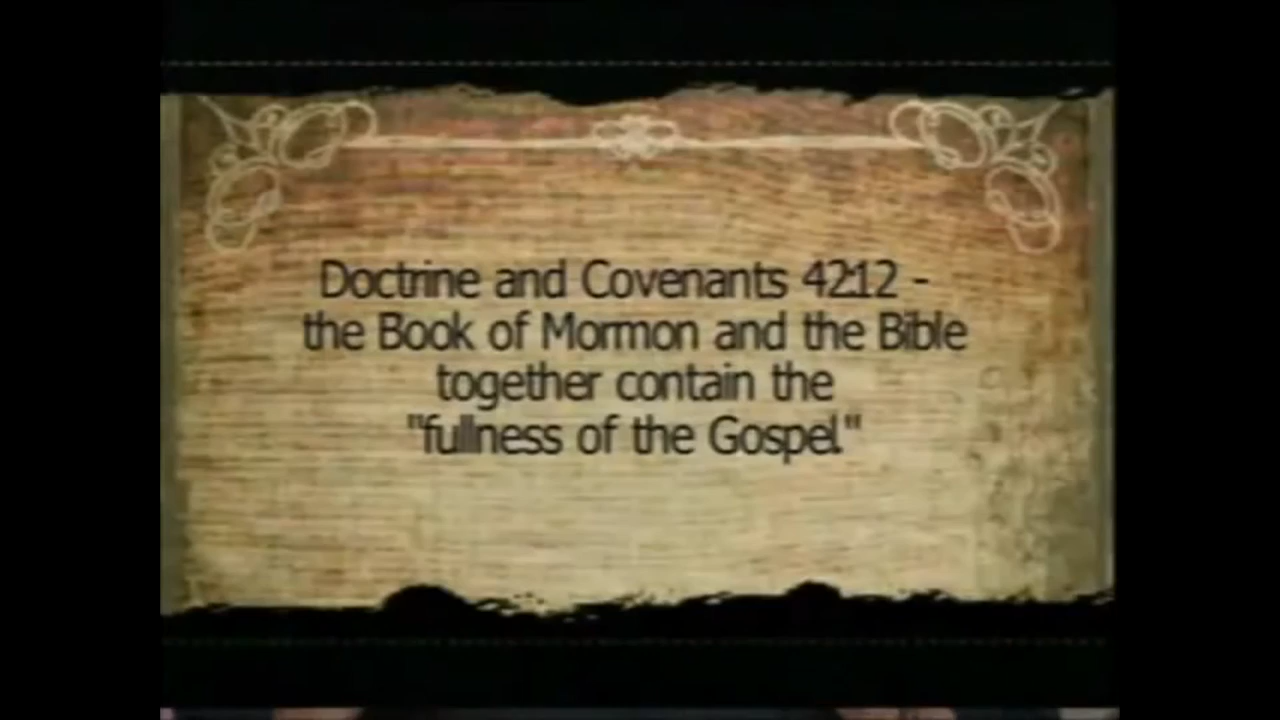 Doctrine and Covenants 42:12 -
the Book of Mormon and the Bible
together contain the
"fullness of the Gospel."